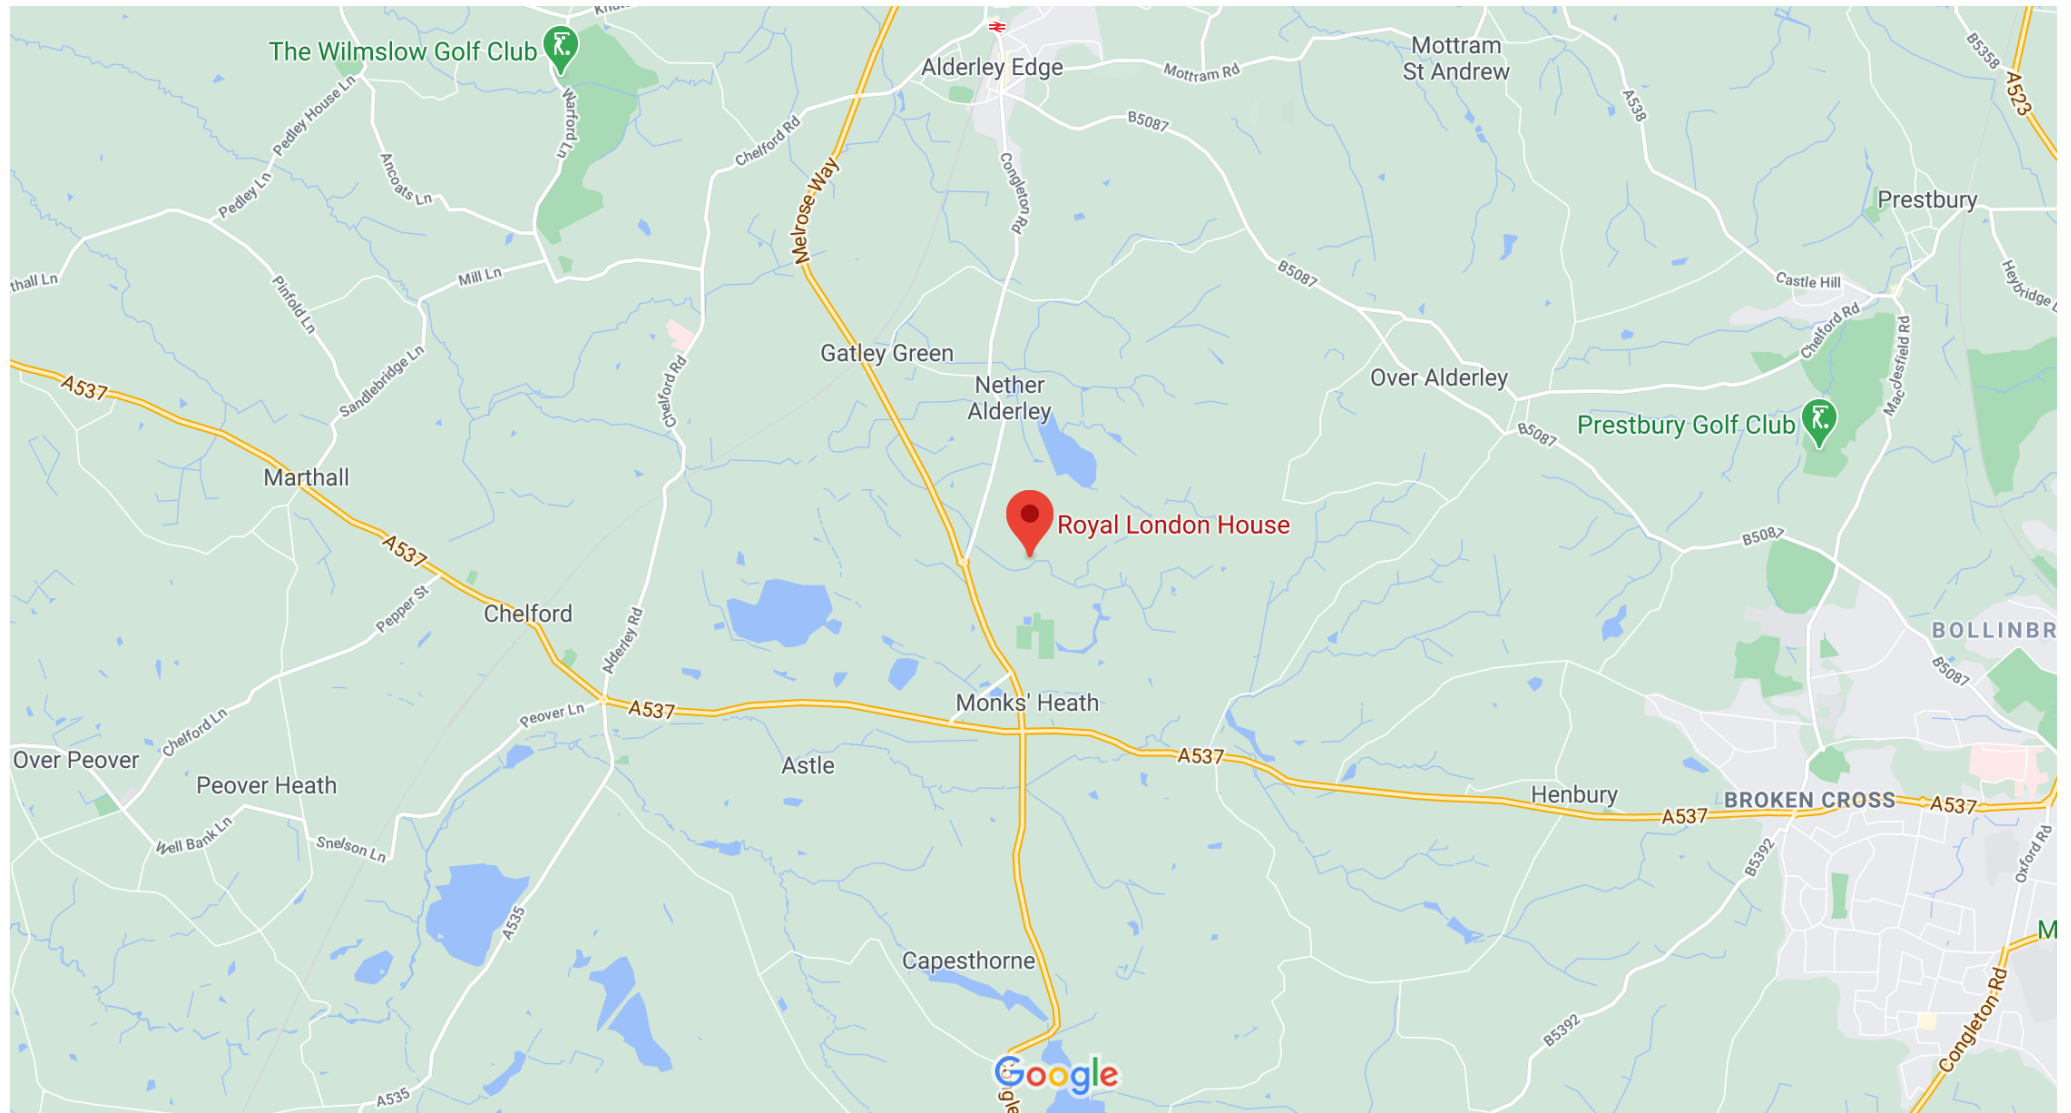 Knuts
The Wilmslow Golf Club
Alderley Edge
Mottram
St Andrew
Mottram Rd
B5358
A523
A538
Pedley House Ln
Warford Ln
Chelford Rd
B5087
Ancoats Ln
Congleton Rd
Pedley Ln
Melrose Way
Prestbury
thall Ln
Mill Ln
Pinfold Ln
B5087
Castle Hill
Heybridge L
Chelford Rd
Macclesfield Rd
Gatley Green
Sandlebridge Ln
Chelford Rd
Nether
Alderley
Over Alderley
A537
Prestbury Golf Club
B5087
Marthall
Royal London House
A537
B5087
Pepper St
Chelford
Alderley Rd
BOLLINBR
B5087
Monks' Heath
Peover Ln
A537
Chelford Ln
Over Peover
Peover Heath
Astle
A537
Henbury
BROKEN CROSS
A537
A537
Well Bank Ln
Snelson Ln
B5392
Oxford Rd
A535
M
Capesthorne
Congleton Rd
B5392
Google
ngle
A535